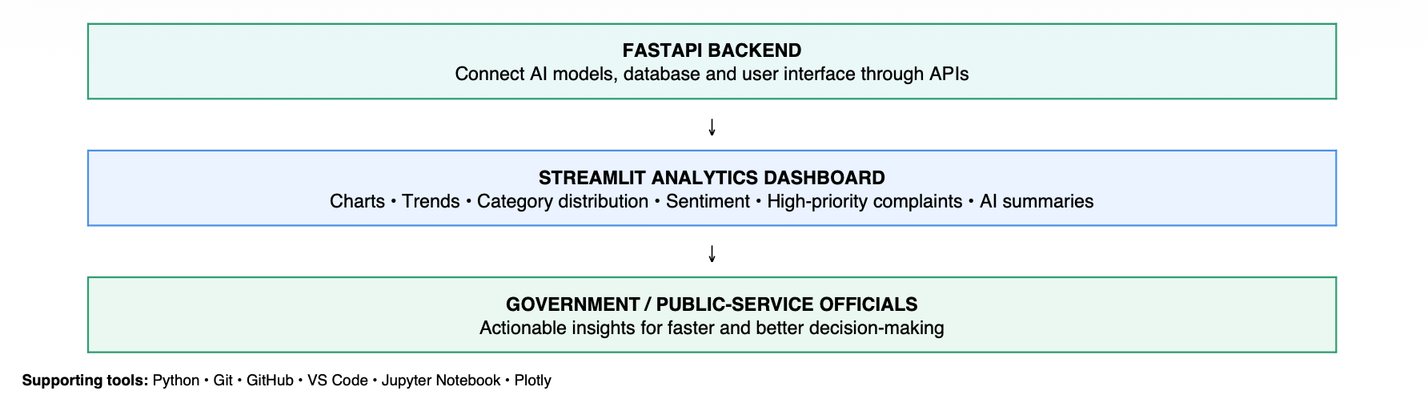 FASTAPI BACKEND
Connect AI models, database and user interface through APIs
↓
STREAMLIT ANALYTICS DASHBOARD
Charts • Trends • Category distribution • Sentiment • High-priority complaints • AI summaries
↓
GOVERNMENT / PUBLIC-SERVICE OFFICIALS
Actionable insights for faster and better decision-making
Supporting tools: Python • Git • GitHub • VS Code • Jupyter Notebook • Plotly